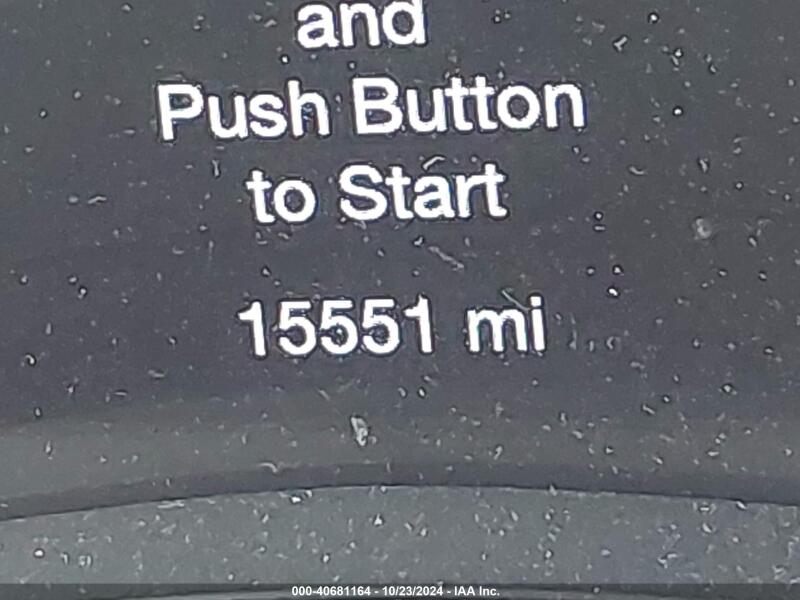 and
Push Button
to Start
15551 mi
000-40681164 - 10/23/2024 - IAA Inc.